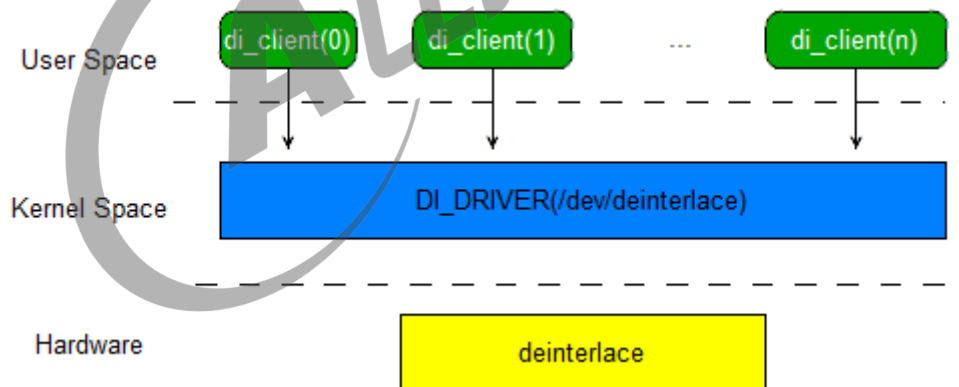 di_client(0) di_client(1) ... di_client(n)
User Space
DI_DRIVER(/dev/deinterlace)
Kernel Space
Hardware
deinterlace